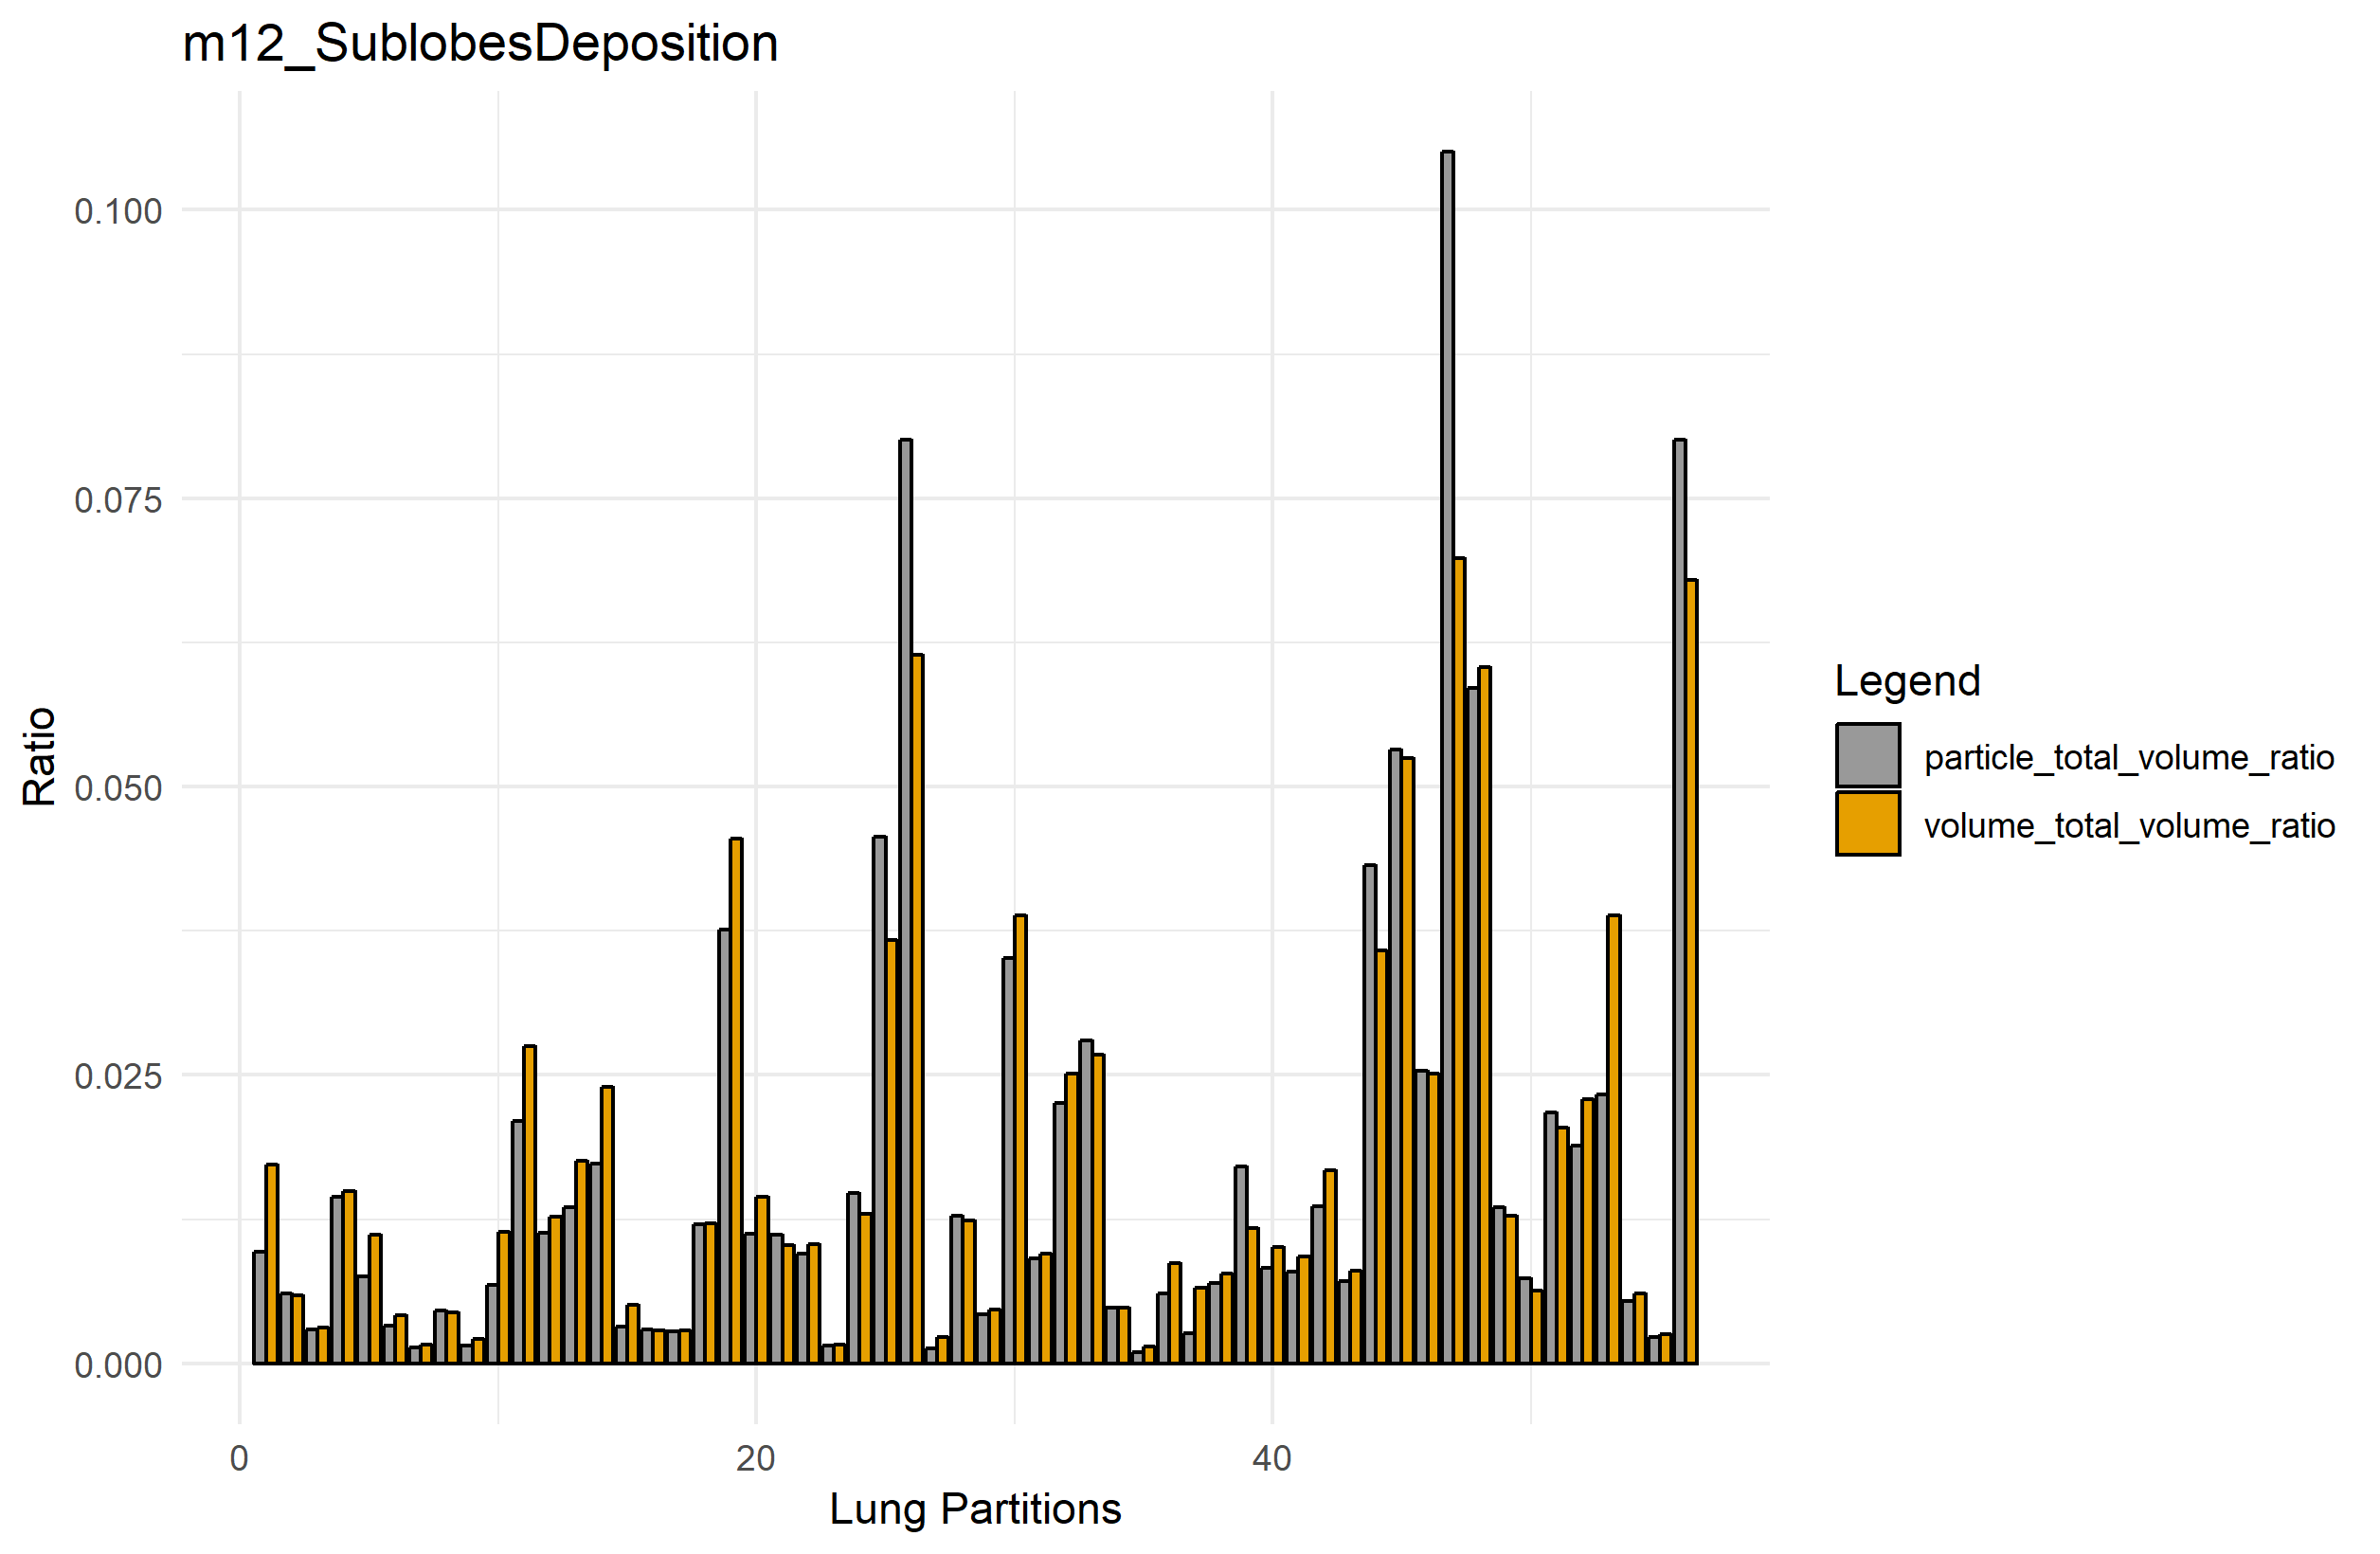 m12_SublobesDeposition
Ratio
0.100
0.075
0.050
0.025
0.000
0
20
40
Lung Partitions
Legend
particle_total_volume_ratio
volume_total_volume_ratio